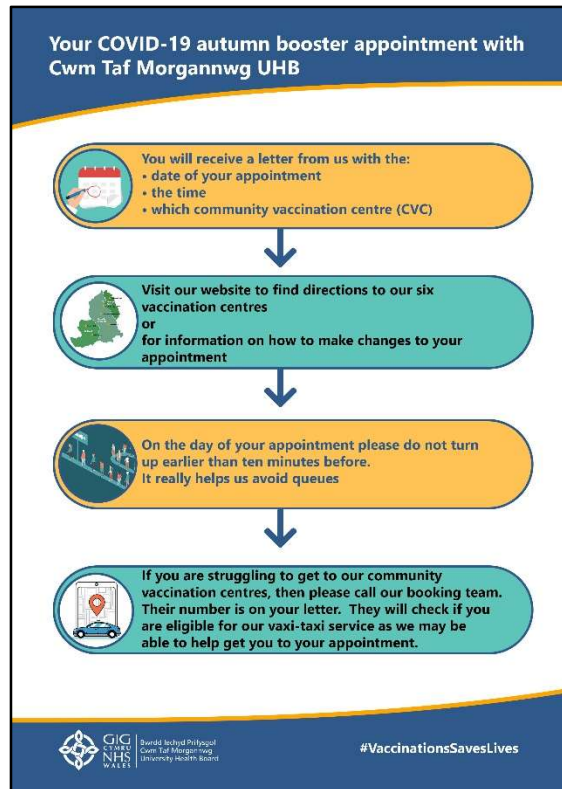 Your COVID-19 autumn booster appointment with
Cwm Taf Morgannwg UHB
You will receive a letter from us with the:
• date of your appointment
• the time
• which community vaccination centre (CVC)
Visit our website to find directions to our six
vaccination centres
or
for information on how to make changes to your
appointment
On the day of your appointment please do not turn
up earlier than ten minutes before.
It really helps us avoid queues
If you are struggling to get to our community
vaccination centres, then please call our booking team.
Their number is on your letter. They will check if you
are eligible for our vaxi-taxi service as we may be
able to help get you to your appointment.
GIG
CYMRU
NHS
WALES
Bwrdd Iechyd Prifysgol
Cwm Taf Morgannwg
University Health Board
#VaccinationsSavesLives